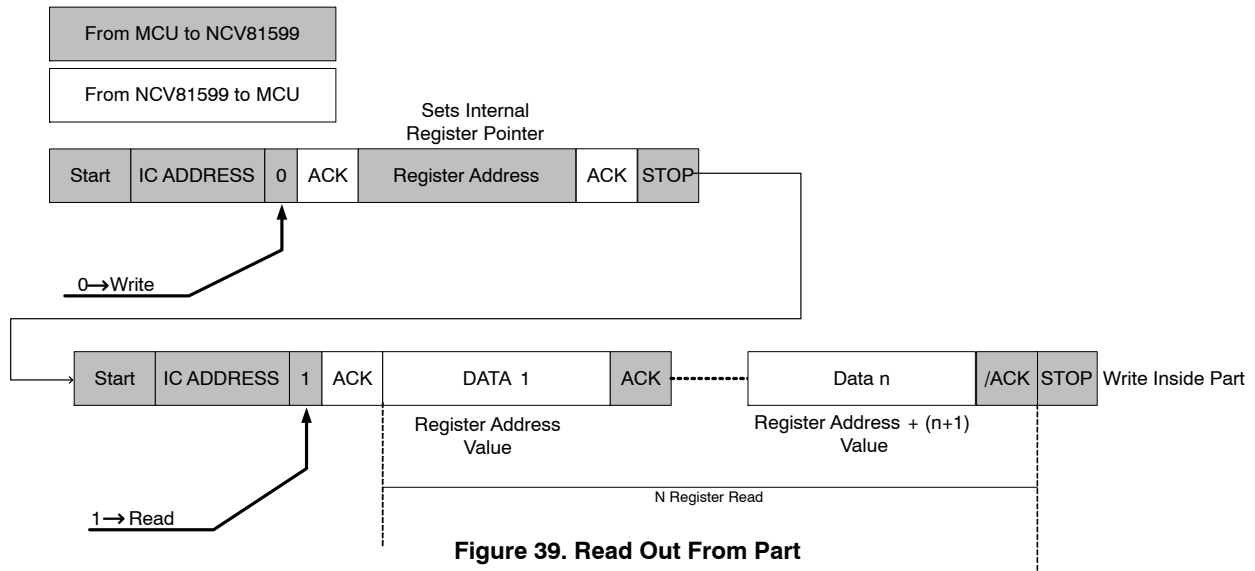 From MCU to NCV81599
From NCV81599 to MCU
Sets Internal
Register Pointer
Start IC ADDRESS 0 ACK Register Address ACK STOP
0→Write
Start IC ADDRESS 1 ACK DATA 1 ACK Data n /ACK STOP Write Inside Part
Register Address
Value
Register Address + (n+1)
Value
N Register Read
1→Read
Figure 39. Read Out From Part